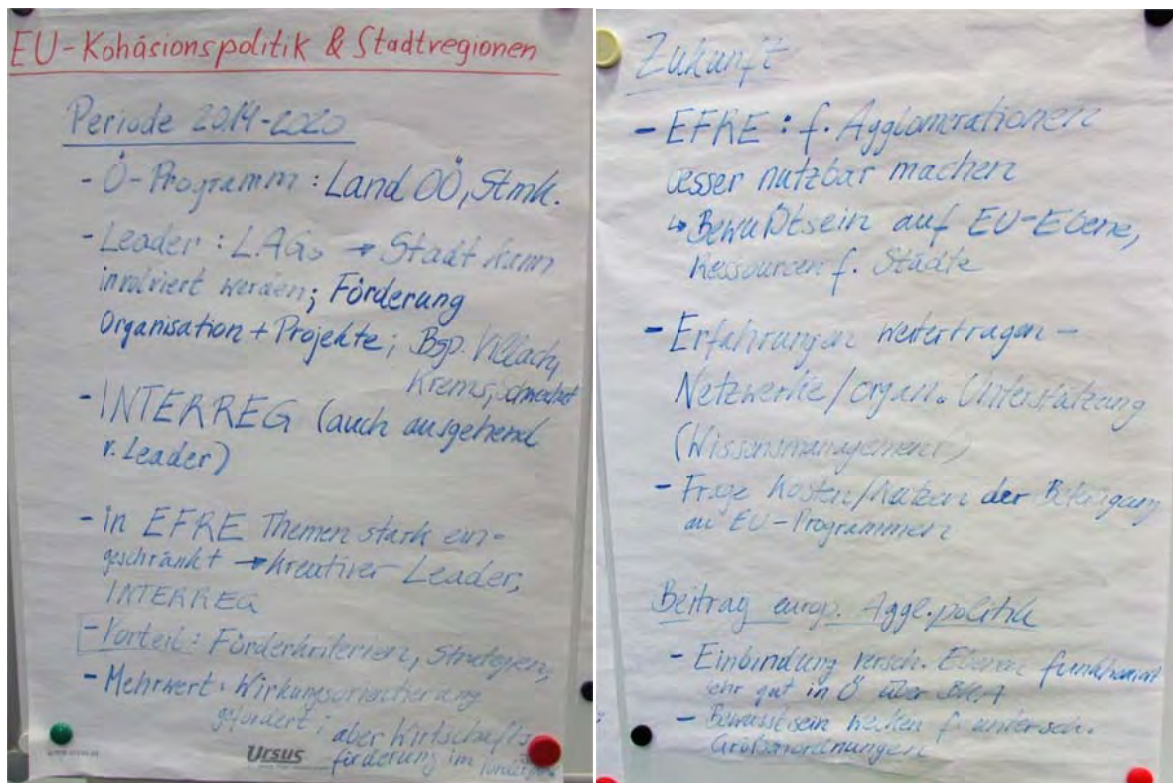 EU-Kohäsionspolitik & Stadtregionen
Periode 2014-2020
- Ö-Programm: Land OÖ, Stmk.
- Leader: LAGs → Stadt kann
involviert werden; Förderung
Organisation + Projekte; Bsp. Villach,
Krems,
- INTERREG (auch ausgehend
v. Leader)
- in EFRE Themen stark ein-
geschränkt → kreativer Leader,
INTERREG
- Vorteil: Förderkriterien, Strategien,
- Mehrwert: Wirkungsorientierung
gefördert; aber Wirtschafts-
förderung im
Ursus
Zukunft
- EFRE: f. Agglomerationen
besser nutzbar machen
↳ Bewußtsein auf EU-Ebene,
Ressourcen f. Städte
- Erfahrungen weitertragen -
Netzwerke/organ. Unterstützung
(Wissensmanagement)
- Frage Kosten/Nutzen der Beteiligung
an EU-Programmen
Beitrag europ. Aggl.politik
- Einbindung versch. Ebenen funktioniert
sehr gut in Ö über BKA
- Bewusstsein wecken f. untersch.
Größenordnungen